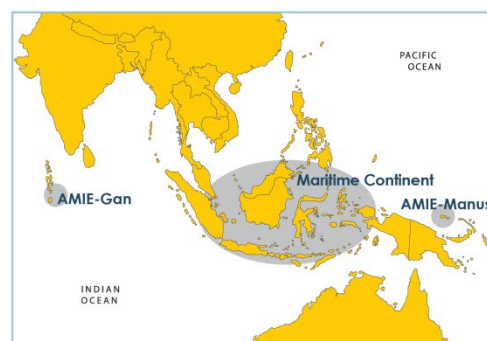 PACIFIC
OCEAN
Maritime Continent
AMIE-Gan
AMIE-Manus
INDIAN
OCEAN